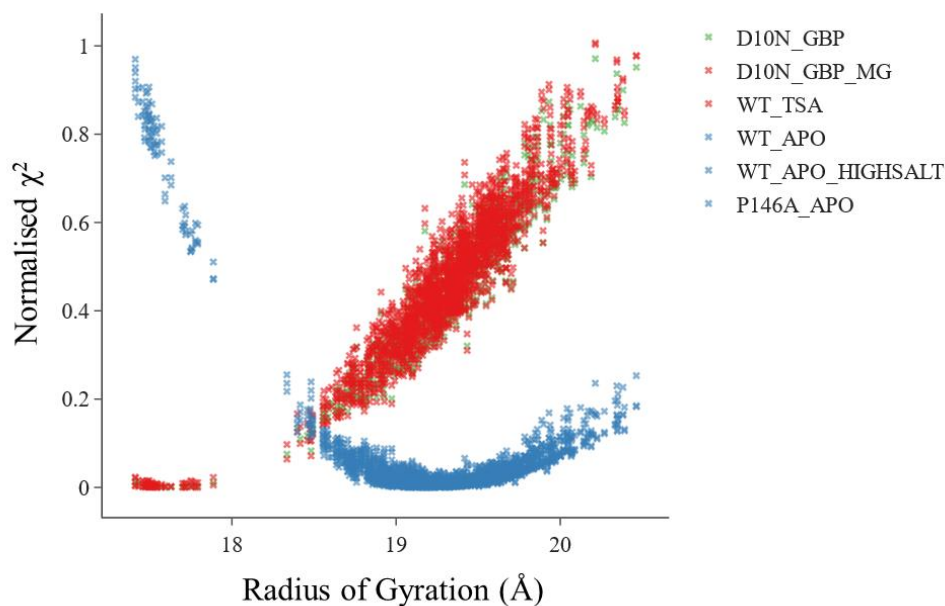 Normalised χ²
1
0.8
0.6
0.4
0.2
0
18
19
20
Radius of Gyration (Å)
D10N_GBP
D10N_GBP_MG
WT_TSA
WT_APO
WT_APO_HIGHSALT
P146A_APO